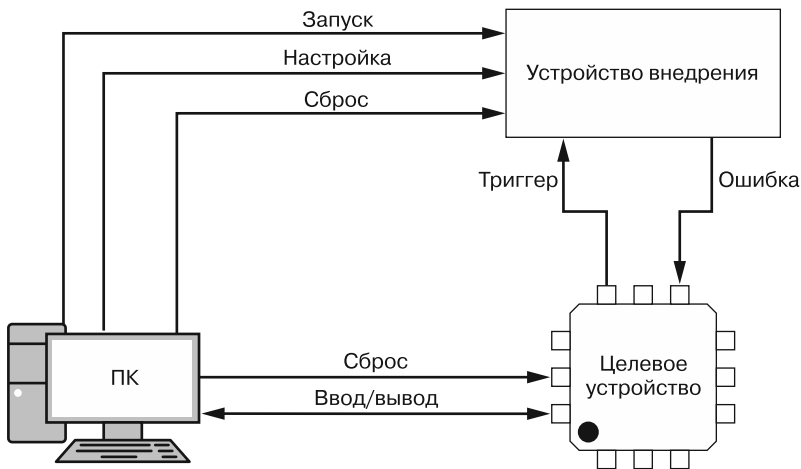 Запуск
Настройка
Сброс
Устройство внедрения
Триггер
Ошибка
ПК
Сброс
Ввод/вывод
Целевое
устройство